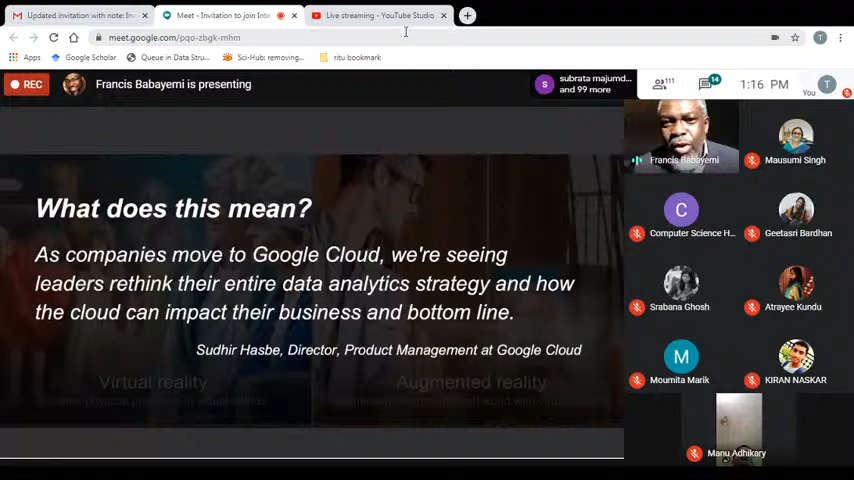 Updated invitation with note: In
Meet - Invitation to join Inte
Live streaming - YouTube Studio
meet.google.com/pqo-zbgk-mhm
T
Apps
Google Scholar
Queue in Data Stru...
Sci-Hub: removing...
ritu bookmark
REC
Francis Babayemi is presenting
S
subrata majumd...
and 99 more
111
14
1:16 PM
You
T
What does this mean?
As companies move to Google Cloud, we're seeing
leaders rethink their entire data analytics strategy and how
the cloud can impact their business and bottom line.
Sudhir Hasbe, Director, Product Management at Google Cloud
Virtual reality
Augmented reality
Francis Babayemi
Mausumi Singh
C
Computer Science H...
Geetasri Bardhan
Srabana Ghosh
Atrayee Kundu
M
Moumita Marik
KIRAN NASKAR
Manu Adhikary